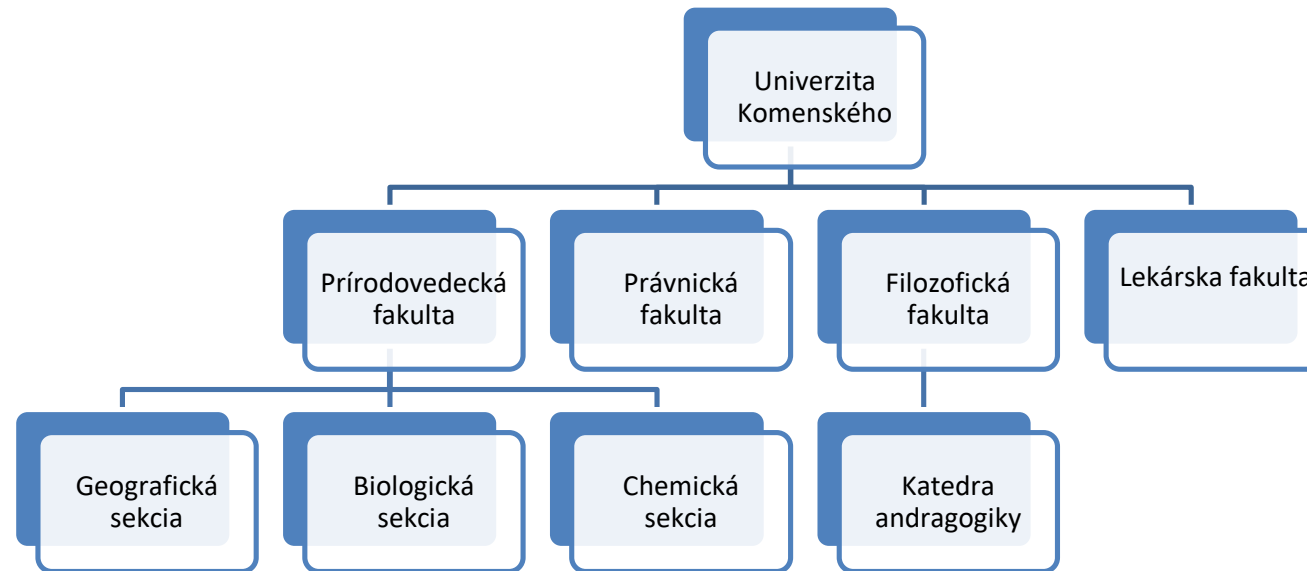 Univerzita
Komenského
Prírodovedecká
fakulta
Právnická
fakulta
Filozofická
fakulta
Lekárska fakulta
Geografická
sekcia
Biologická
sekcia
Chemická
sekcia
Katedra
andragogiky